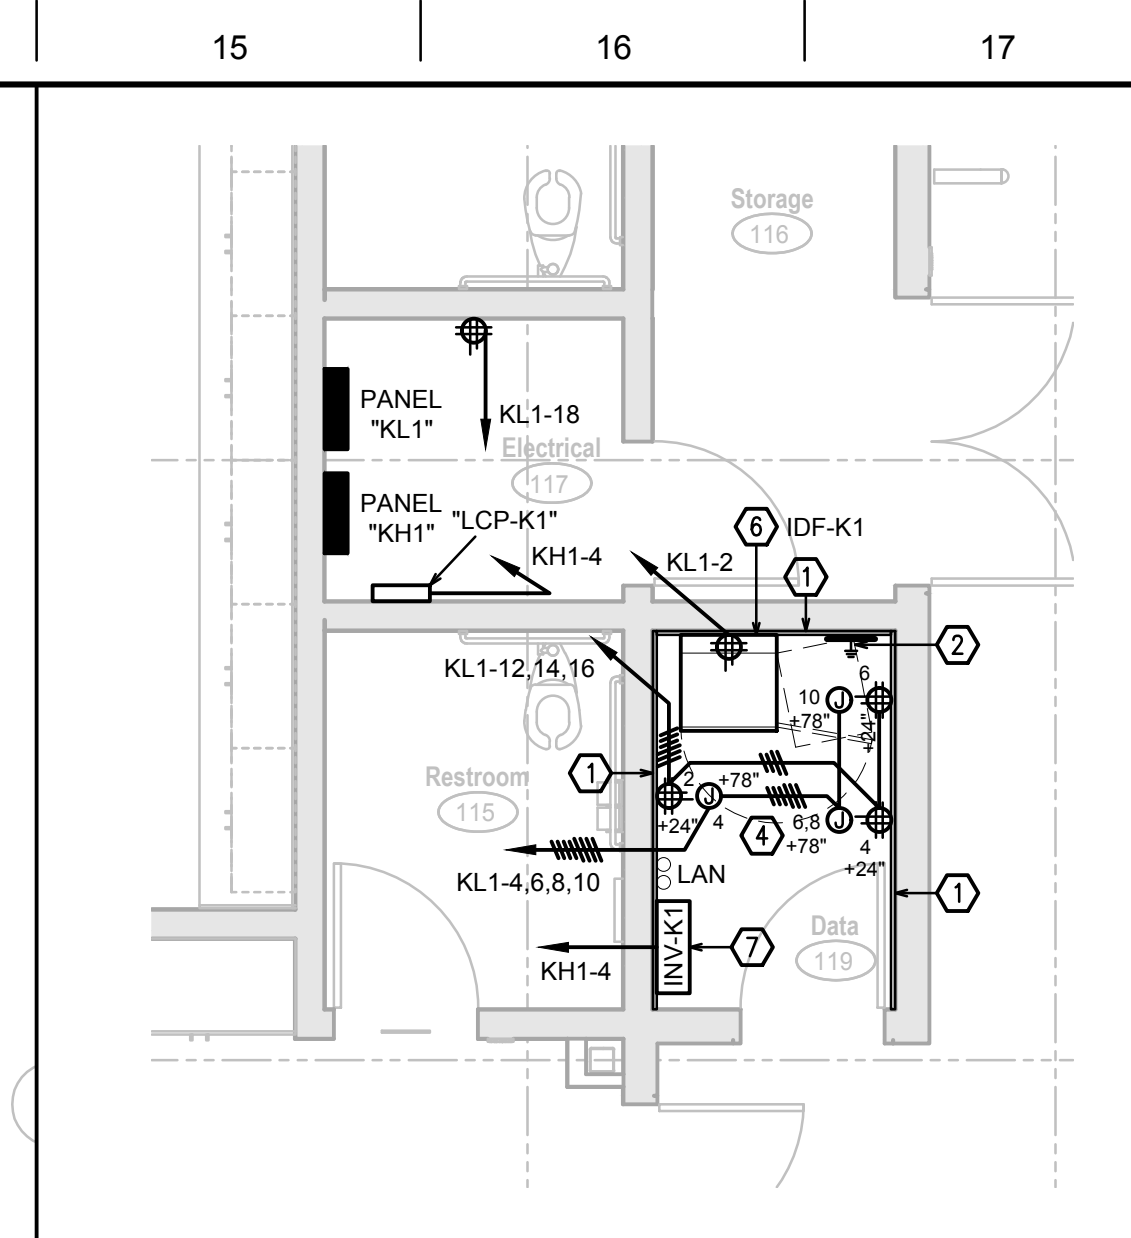 15
16
17
Storage
116
PANEL
"KL1"
KL1-18
Electrical
117
PANEL
"KH1"
"LCP-K1"
KH1-4
6
IDF-K1
KL1-2
1
2
KL1-12,14,16
6
10
J
+78"
+24"
Restroom
115
1
2
+78"
J
+24"
4
4
6,8
J
+78"
4
+24"
KL1-4,6,8,10
LAN
1
INV-K1
7
KH1-4
Data
119